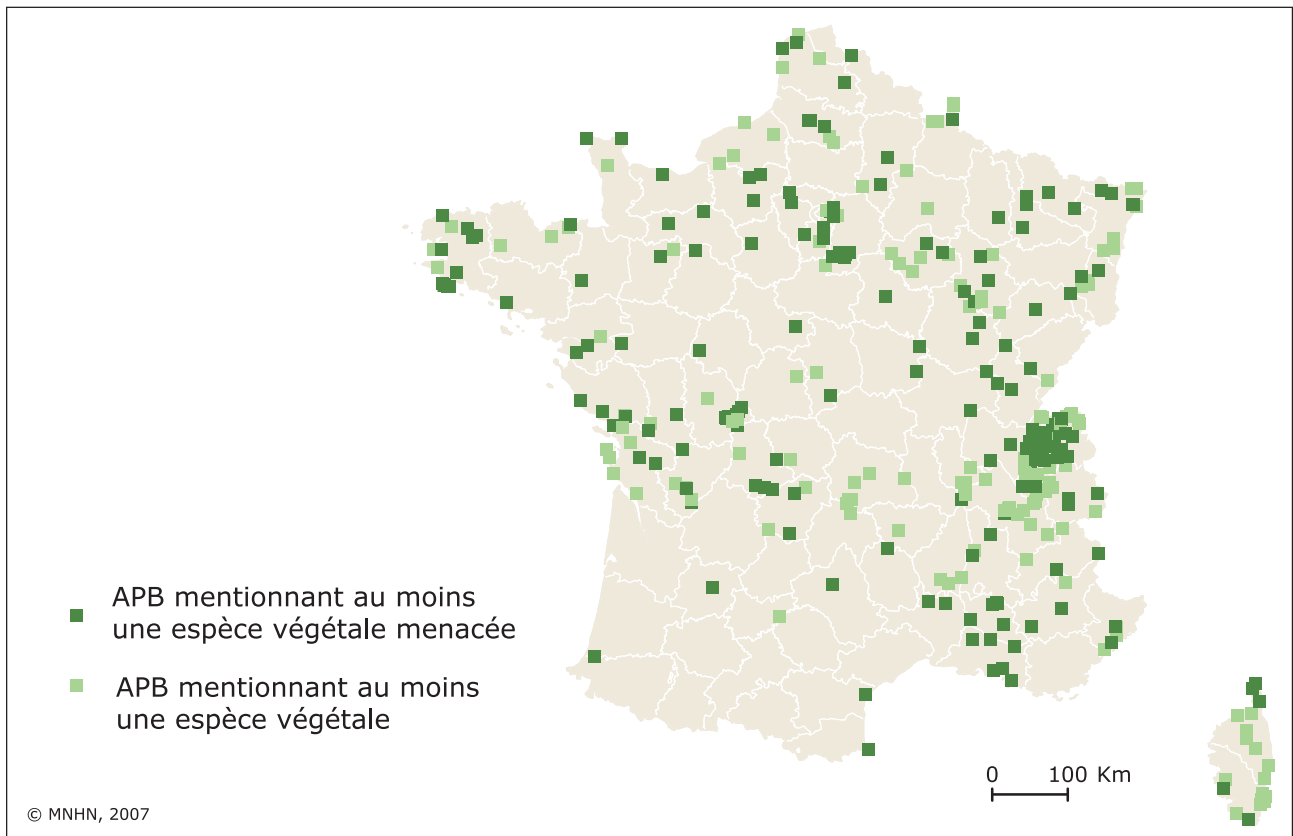 APB mentionnant au moins
une espèce végétale menacée
APB mentionnant au moins
une espèce végétale
0 100 Km
© MNHN, 2007